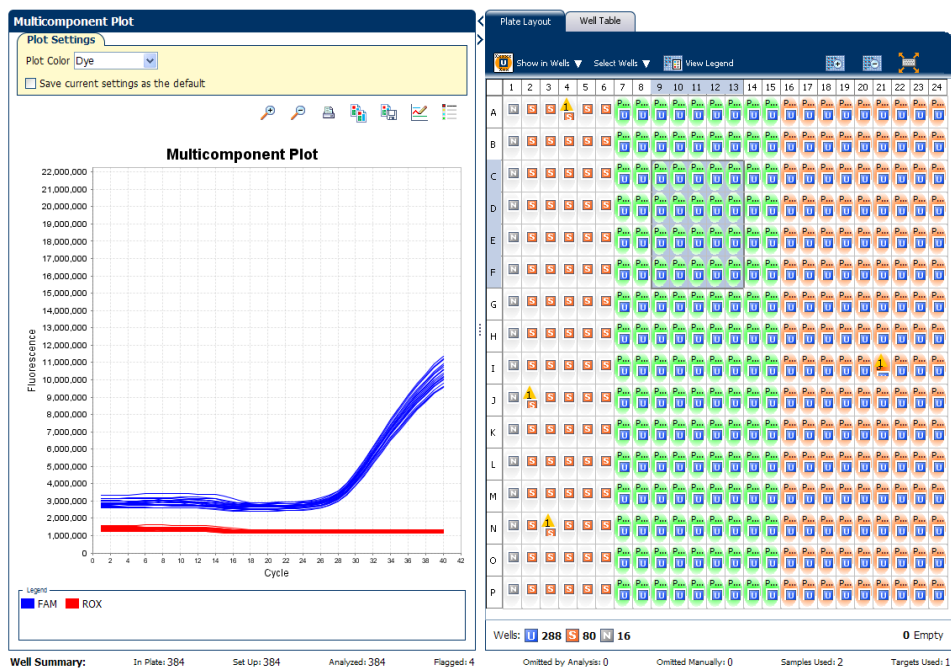 Multicomponent Plot
Plot Settings
Plot Color Dye
Save current settings as the default
Multicomponent Plot
22,000,000
21,000,000
20,000,000
19,000,000
18,000,000
17,000,000
16,000,000
15,000,000
14,000,000
13,000,000
12,000,000
11,000,000
10,000,000
9,000,000
8,000,000
7,000,000
6,000,000
5,000,000
4,000,000
3,000,000
2,000,000
1,000,000
0
Fluorescence
0 2 4 6 8 10 12 14 16 18 20 22 24 26 28 30 32 34 36 38 40 42
Cycle
Legend
FAM ROX
Plate Layout Well Table
U Show in Wells ▼ Select Wells ▼ View Legend
1 2 3 4 5 6 7 8 9 10 11 12 13 14 15 16 17 18 19 20 21 22 23 24
P... P... P... P... P... P... P... P... P... P... P... P... P... P... P... P... P... P...
A N S S 1 S S S U U U U U U U U U U U U U U U U U U
P... P... P... P... P... P... P... P... P... P... P... P... P... P... P... P... P... P...
B N S S S S S U U U U U U U U U U U U U U U U U U
P... P... P... P... P... P... P... P... P... P... P... P... P... P... P... P... P... P...
C N S S S S S U U U U U U U U U U U U U U U U U U
P... P... P... P... P... P... P... P... P... P... P... P... P... P... P... P... P... P...
D N S S S S S U U U U U U U U U U U U U U U U U U
P... P... P... P... P... P... P... P... P... P... P... P... P... P... P... P... P... P...
E N S S S S S U U U U U U U U U U U U U U U U U U
P... P... P... P... P... P... P... P... P... P... P... P... P... P... P... P... P... P...
F N S S S S S U U U U U U U U U U U U U U U U U U
P... P... P... P... P... P... P... P... P... P... P... P... P... P... P... P... P... P...
G N S S S S S U U U U U U U U U U U U U U U U U U
P... P... P... P... P... P... P... P... P... P... P... P... P... P... P... P... P... P...
H N S S S S S U U U U U U U U U U U U U U U U U U
P... P... P... P... P... P... P... P... P... P... P... P... P... P... 1 P... P... P...
I N S S S S S U U U U U U U U U U U U U U U U U
P... P... P... P... P... P... P... P... P... P... P... P... P... P... P... P... P... P...
J N 1 S S S S S U U U U U U U U U U U U U U U U U U
P... P... P... P... P... P... P... P... P... P... P... P... P... P... P... P... P... P...
K N S S S S S U U U U U U U U U U U U U U U U U U
P... P... P... P... P... P... P... P... P... P... P... P... P... P... P... P... P... P...
L N S S S S S U U U U U U U U U U U U U U U U U U
P... P... P... P... P... P... P... P... P... P... P... P... P... P... P... P... P... P...
M N S S S S S U U U U U U U U U U U U U U U U U U
P... P... P... P... P... P... P... P... P... P... P... P... P... P... P... P... P... P...
N N S 1 S S S S U U U U U U U U U U U U U U U U U U
P... P... P... P... P... P... P... P... P... P... P... P... P... P... P... P... P... P...
O N S S S S S U U U U U U U U U U U U U U U U U U
P... P... P... P... P... P... P... P... P... P... P... P... P... P... P... P... P... P...
P N S S S S S U U U U U U U U U U U U U U U U U U
Wells: U 288 S 80 N 16 0 Empty
Well Summary: In Plate: 384 Set Up: 384 Analyzed: 384 Flagged: 4 Omitted by Analysis: 0 Omitted Manually: 0 Samples Used: 2 Targets Used: 1